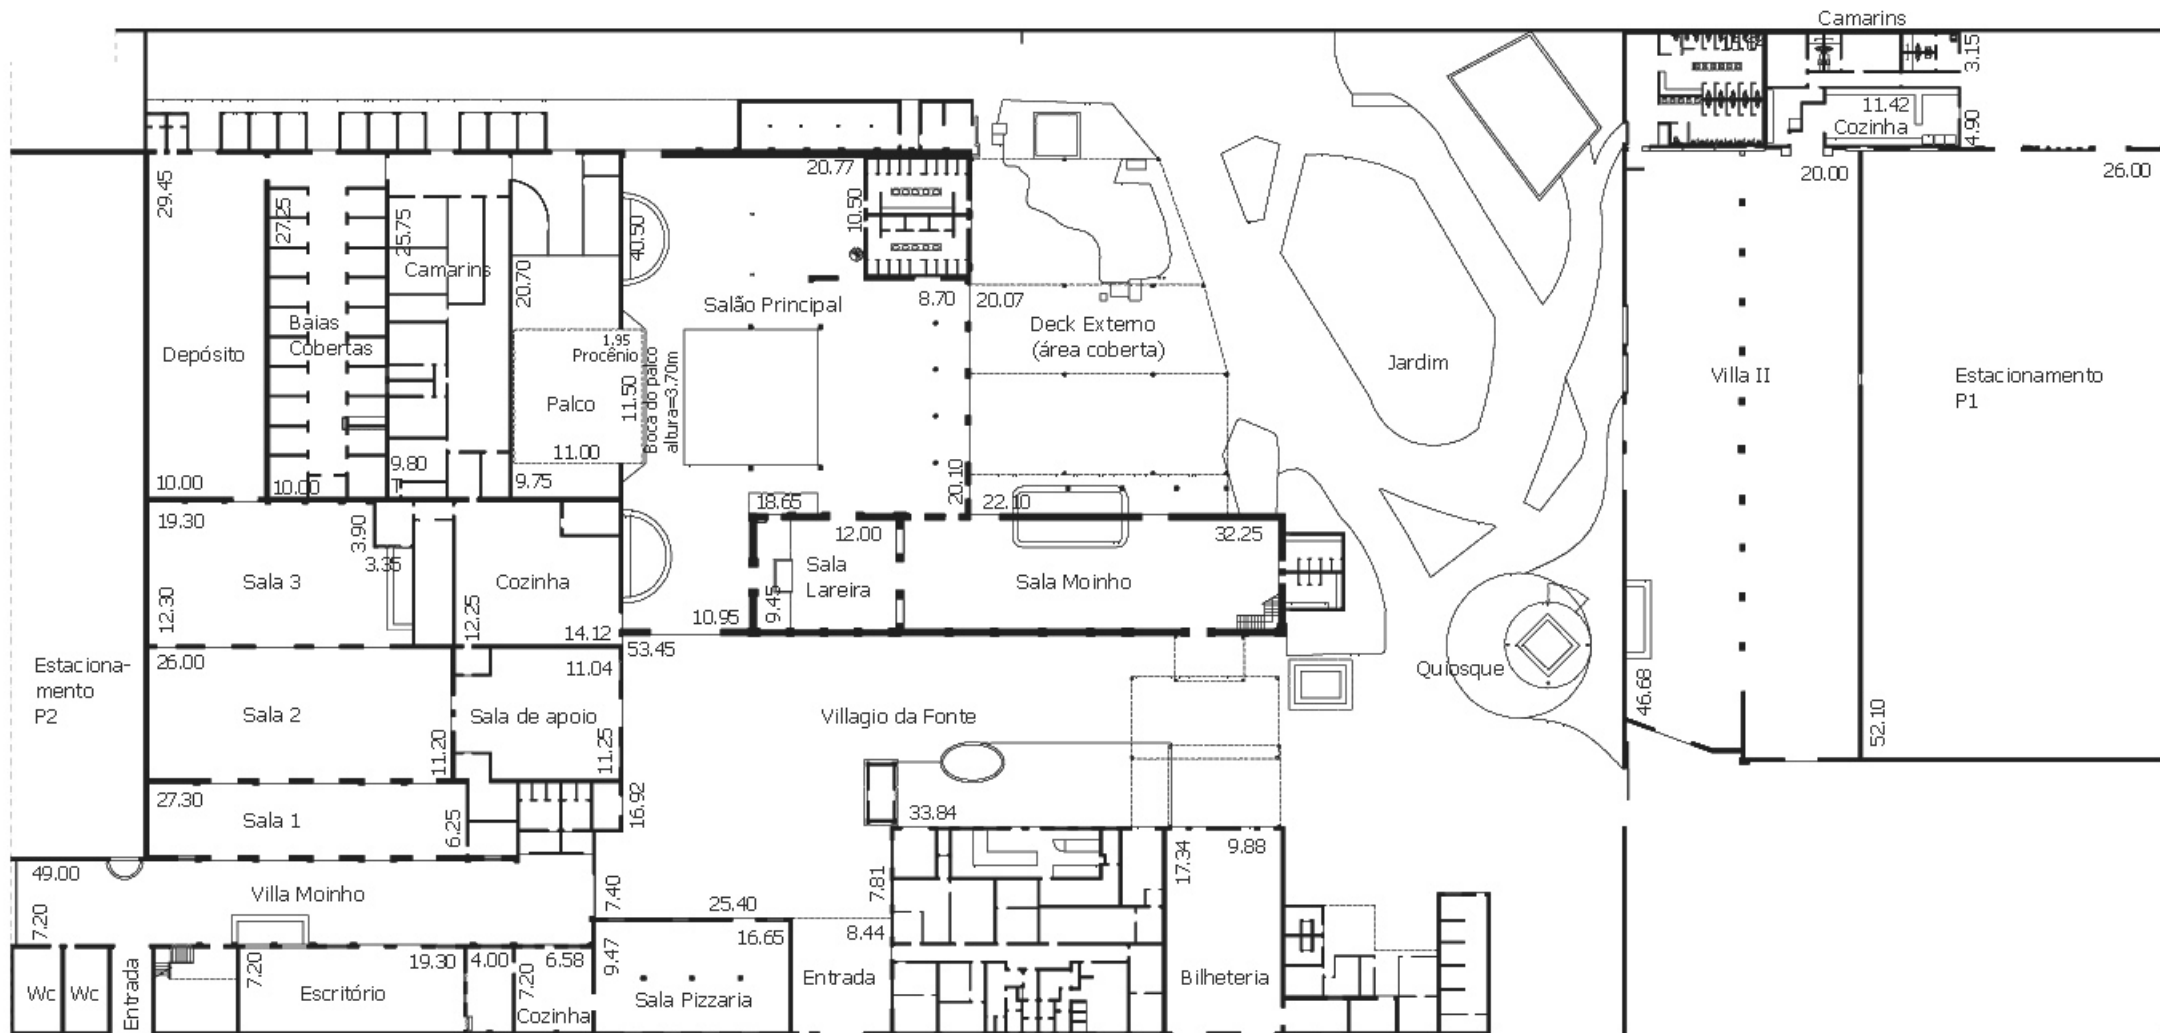 Camarins
3.15
11.42
Cozinha
4.90
20.00
26.00
29.45
27.25
25.75
Camarins
20.70
40.50
20.77
10.50
Salão Principal
8.70
20.07
Deck Externo
(área coberta)
Jardim
Villa II
Estacionamento
P1
Depósito
Baias
Cobertas
1,95
Procênio
11.50
Boca do palco
altura=3.70m
Palco
11.00
10.00
10.00
9.80
9.75
18.65
20.10
22.10
19.30
3.90
3.35
12.00
32.25
Sala 3
Cozinha
Sala
Lareira
Sala Moinho
12.30
12.25
14.12
10.95
9.45
53.45
Estaciona-
mento
P2
26.00
11.04
Quiosque
46.68
52.10
Sala 2
Sala de apoio
Villagio da Fonte
11.20
11.25
27.30
16.92
33.84
Sala 1
6.25
17.34
9.88
49.00
Villa Moinho
7.40
7.81
7.20
25.40
16.65
8.44
Wc
Wc
Entrada
7.20
19.30
4.00
6.58
9.47
Escritório
7.20
Cozinha
Sala Pizzaria
Entrada
Bilheteria